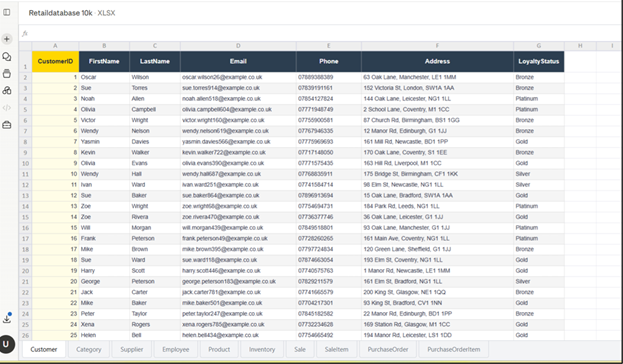 Retaildatabase 10k · XLSX
fx
A B C D E F G H I
1 CustomerID FirstName LastName Email Phone Address LoyaltyStatus
2 1 Oscar Wilson oscar.wilson26@example.co.uk 07889388389 63 Oak Lane, Manchester, LE1 1MM Bronze
3 2 Sue Torres sue.torres914@example.co.uk 07839191161 152 Victoria St, London, SW1A 1AA Bronze
4 3 Noah Allen noah.allen518@example.co.uk 07854127824 144 Oak Lane, Leicester, NG1 1LL Platinum
5 4 Olivia Campbell olivia.campbell604@example.co.uk 07771948749 2 School Lane, Coventry, M1 1CC Platinum
6 5 Victor Wright victor.wright160@example.co.uk 07755900581 87 Church Rd, Birmingham, BS1 1GG Bronze
7 6 Wendy Nelson wendy.nelson619@example.co.uk 07767946335 12 Manor Rd, Edinburgh, G1 1JJ Bronze
8 7 Yasmin Davies yasmin.davies566@example.co.uk 07775969693 161 Mill Rd, Newcastle, BD1 1PP Gold
9 8 Kevin Walker kevin.walker722@example.co.uk 07717148050 170 Oak Lane, Coventry, S1 1EE Bronze
10 9 Olivia Evans olivia.evans390@example.co.uk 07771575435 163 Hill Rd, Liverpool, M1 1CC Gold
11 10 Wendy Hall wendy.hall687@example.co.uk 07768835911 175 Bridge St, Birmingham, CF1 1KK Silver
12 11 Ivan Ward ivan.ward251@example.co.uk 07741584714 98 Elm St, Newcastle, NG1 1LL Silver
13 12 Sue Baker sue.baker864@example.co.uk 07896913694 15 Oak Lane, Bradford, SW1A 1AA Gold
14 13 Zoe Wright zoe.wright68@example.co.uk 07754694731 184 Park Rd, Leeds, NG1 1LL Platinum
15 14 Zoe Rivera zoe.rivera470@example.co.uk 07736377746 36 Oak Lane, Leicester, G1 1JJ Gold
16 15 Will Morgan will.morgan439@example.co.uk 07849518801 93 Oak Lane, Manchester, G1 1JJ Platinum
17 16 Frank Peterson frank.peterson49@example.co.uk 07728260265 161 Main Ave, Coventry, NG1 1LL Platinum
18 17 Mike Brown mike.brown395@example.co.uk 07797724834 120 Green Lane, Sheffield, G1 1JJ Bronze
19 18 Sue Ward sue.ward118@example.co.uk 07874663054 193 Elm St, Coventry, NG1 1LL Gold
20 19 Harry Scott harry.scott446@example.co.uk 07740575763 1 Manor Rd, Newcastle, LE1 1MM Gold
21 20 George Peterson george.peterson183@example.co.uk 07829211579 161 Elm St, Bradford, NG1 1LL Silver
22 21 Jack Carter jack.carter781@example.co.uk 07741665579 200 King St, Glasgow, NE1 1QQ Bronze
23 22 Mike Baker mike.baker501@example.co.uk 07704217301 93 King St, Bradford, CV1 1NN Gold
24 23 Peter Taylor peter.taylor247@example.co.uk 07845182582 22 Manor Rd, Edinburgh, BD1 1PP Bronze
25 24 Xena Rogers xena.rogers785@example.co.uk 07732234626 169 Station Rd, Glasgow, M1 1CC Gold
26 25 Helen Bell helen.bell434@example.co.uk 07754665492 194 Manor Rd, Leicester, LS1 1DD Gold
U
Customer Category Supplier Employee Product Inventory Sale SaleItem PurchaseOrder PurchaseOrderItem